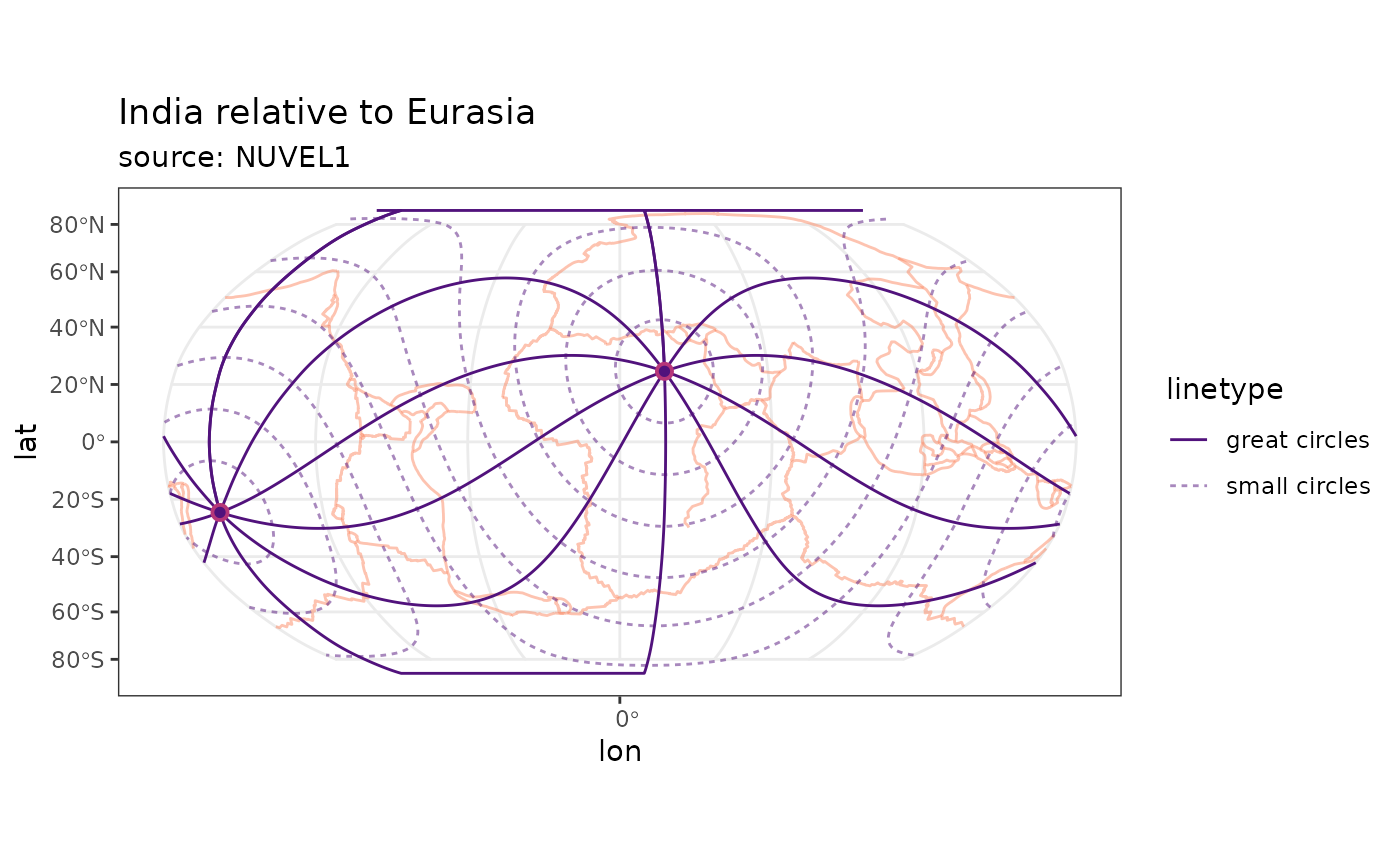 India relative to Eurasia
source: NUVEL1
80°N
60°N
40°N
20°N
0°
20°S
40°S
60°S
80°S
lat
0°
lon
linetype
great circles
small circles